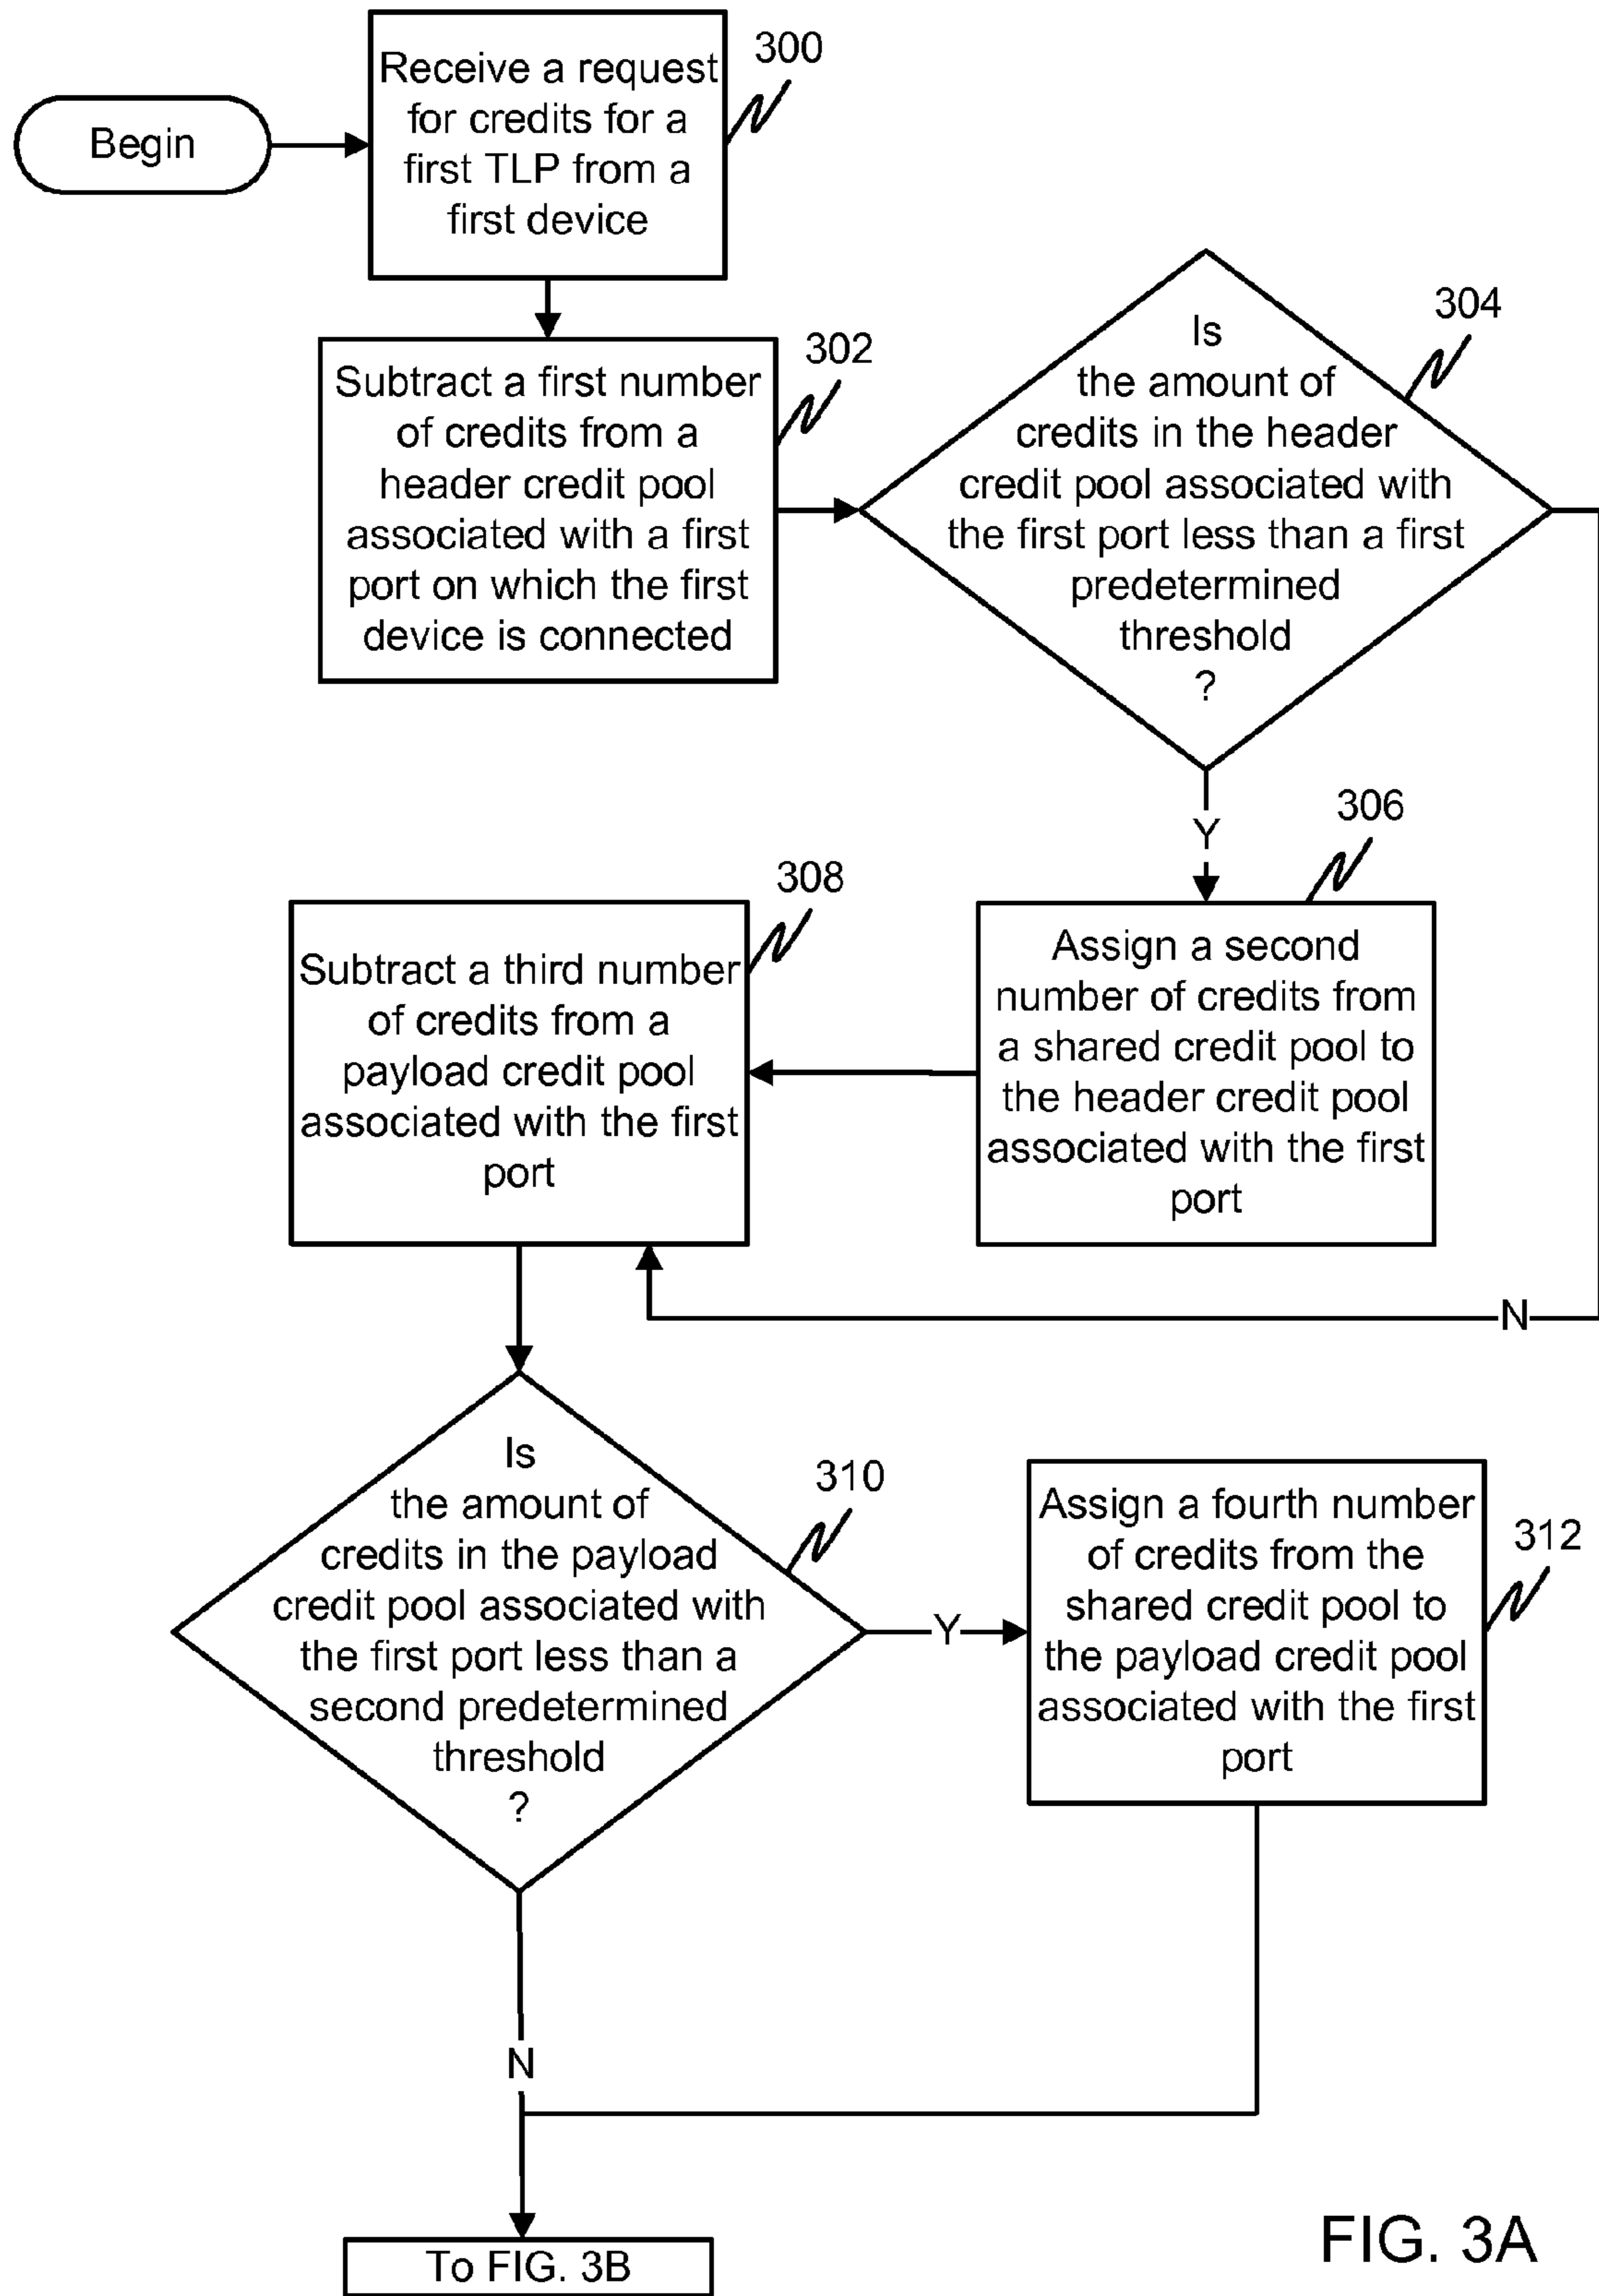 Begin
300
Receive a request
for credits for a
first TLP from a
first device
302
Subtract a first number
of credits from a
header credit pool
associated with a first
port on which the first
device is connected
304
Is
the amount of
credits in the header
credit pool associated with
the first port less than a first
predetermined
threshold
?
Y
306
Assign a second
number of credits from
a shared credit pool to
the header credit pool
associated with the first
port
308
Subtract a third number
of credits from a
payload credit pool
associated with the first
port
N
310
Is
the amount of
credits in the payload
credit pool associated with
the first port less than a
second predetermined
threshold
?
Y
312
Assign a fourth number
of credits from the
shared credit pool to
the payload credit pool
associated with the first
port
N
To FIG. 3B
FIG. 3A